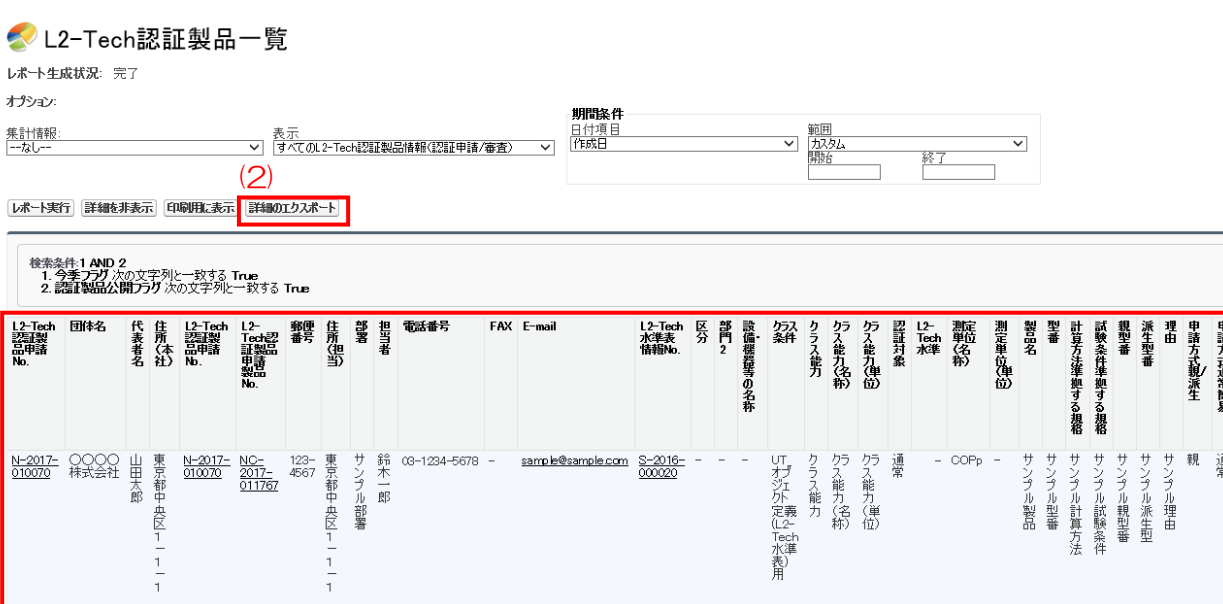 L2-Tech認証製品一覧
レポート生成状況: 完了
オプション:
集計情報:
--なし--
表示
すべてのL2-Tech認証製品情報(認証申請/審査)
期間条件
日付項目
作成日
範囲
カスタム
開始
終了
(2)
レポート実行
詳細を非表示
印刷用に表示
詳細のエクスポート
検索条件:1 AND 2
1. 今季フラグ 次の文字列と一致する True
2. 認証製品公開フラグ 次の文字列と一致する True
L2-Tech認証製品申請No.
団体名
代表者名
住所(本社)
L2-Tech認証製品申請No.
L2-Tech認証製品申請製品No.
郵便番号
住所(担当)
部署
担当者
電話番号
FAX
E-mail
L2-Tech水準表情報No.
区分
部門2
設備・機器等の名称
クラス条件
クラス能力
クラス能力(名称)
クラス能力(単位)
認証対象
L2-Tech水準
測定単位(名称)
測定単位(単位)
製品名
型番
計算方法準拠する規格
試験条件準拠する規格
親型番
派生型番
理由
申請方式親/派生
N-2017-010070
〇〇〇〇株式会社
山田太郎
東京都中央区1-1-1
N-2017-010070
NC-2017-011767
123-4567
東京都中央区1-1-1
サンプル部署
鈴木一郎
03-1234-5678
-
sample@sample.com
S-2016-000020
-
-
-
UTオブジェクト定義(L2-Tech水準表)用
クラス能力
クラス能力(名称)
クラス能力(単位)
通常
-
COPp
-
サンプル製品
サンプル型番
サンプル計算方法
サンプル試験条件
サンプル親型番
サンプル派生型
サンプル理由
親
通常